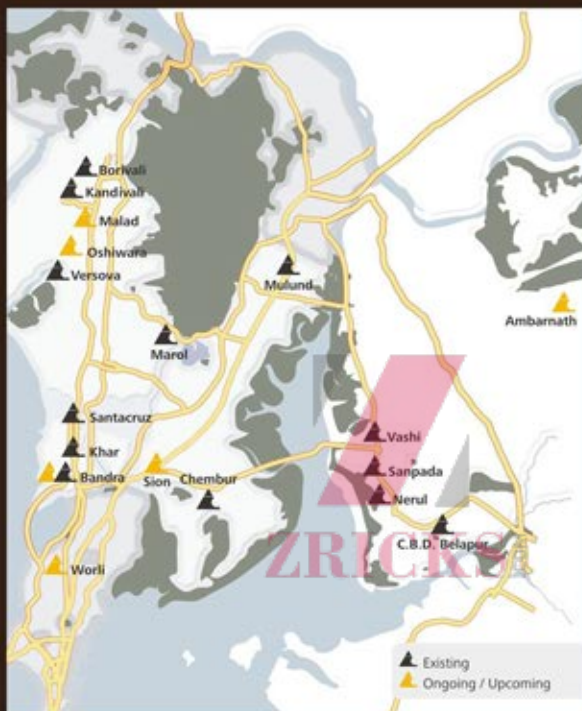 Borivali
Kandivali
Malad
Oshiwara
Versova
Mulund
Ambarnath
Marol
Santacruz
Vashi
Khar
Sanpada
Bandra
Sion
Chembur
Nerul
C.B.D. Belapur
ZRICKS
Worli
Existing
Ongoing / Upcoming